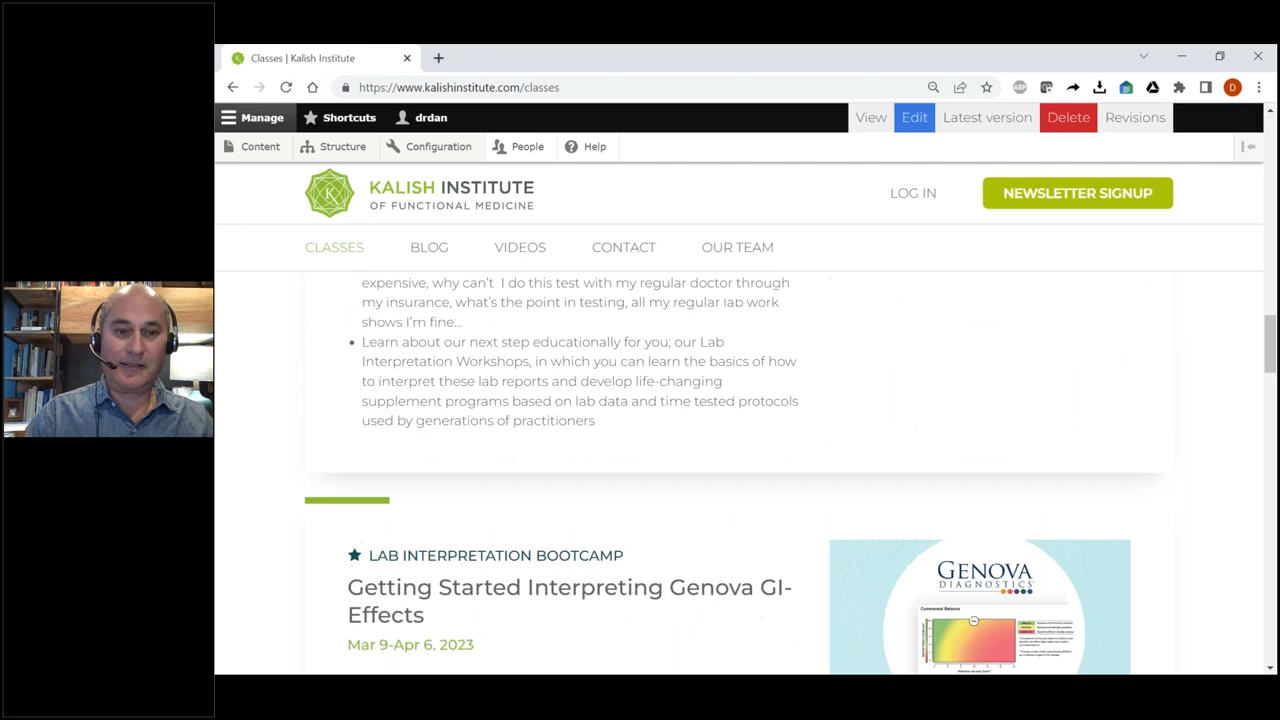 Classes | Kalish Institute
https://www.kalishinstitute.com/classes
ABP
D
Manage
Shortcuts
drdan
View
Edit
Latest version
Delete
Revisions
Content
Structure
Configuration
People
Help
K
KALISH INSTITUTE
OF FUNCTIONAL MEDICINE
LOG IN
NEWSLETTER SIGNUP
CLASSES
BLOG
VIDEOS
CONTACT
OUR TEAM
expensive, why can't I do this test with my regular doctor through
my insurance, what's the point in testing, all my regular lab work
shows I'm fine...
Learn about our next step educationally for you; our Lab
Interpretation Workshops, in which you can learn the basics of how
to interpret these lab reports and develop life-changing
supplement programs based on lab data and time tested protocols
used by generations of practitioners
LAB INTERPRETATION BOOTCAMP
Getting Started Interpreting Genova GI-
Effects
Mar 9-Apr 6, 2023
GENOVA
DIAGNOSTICS
Commensal Balance